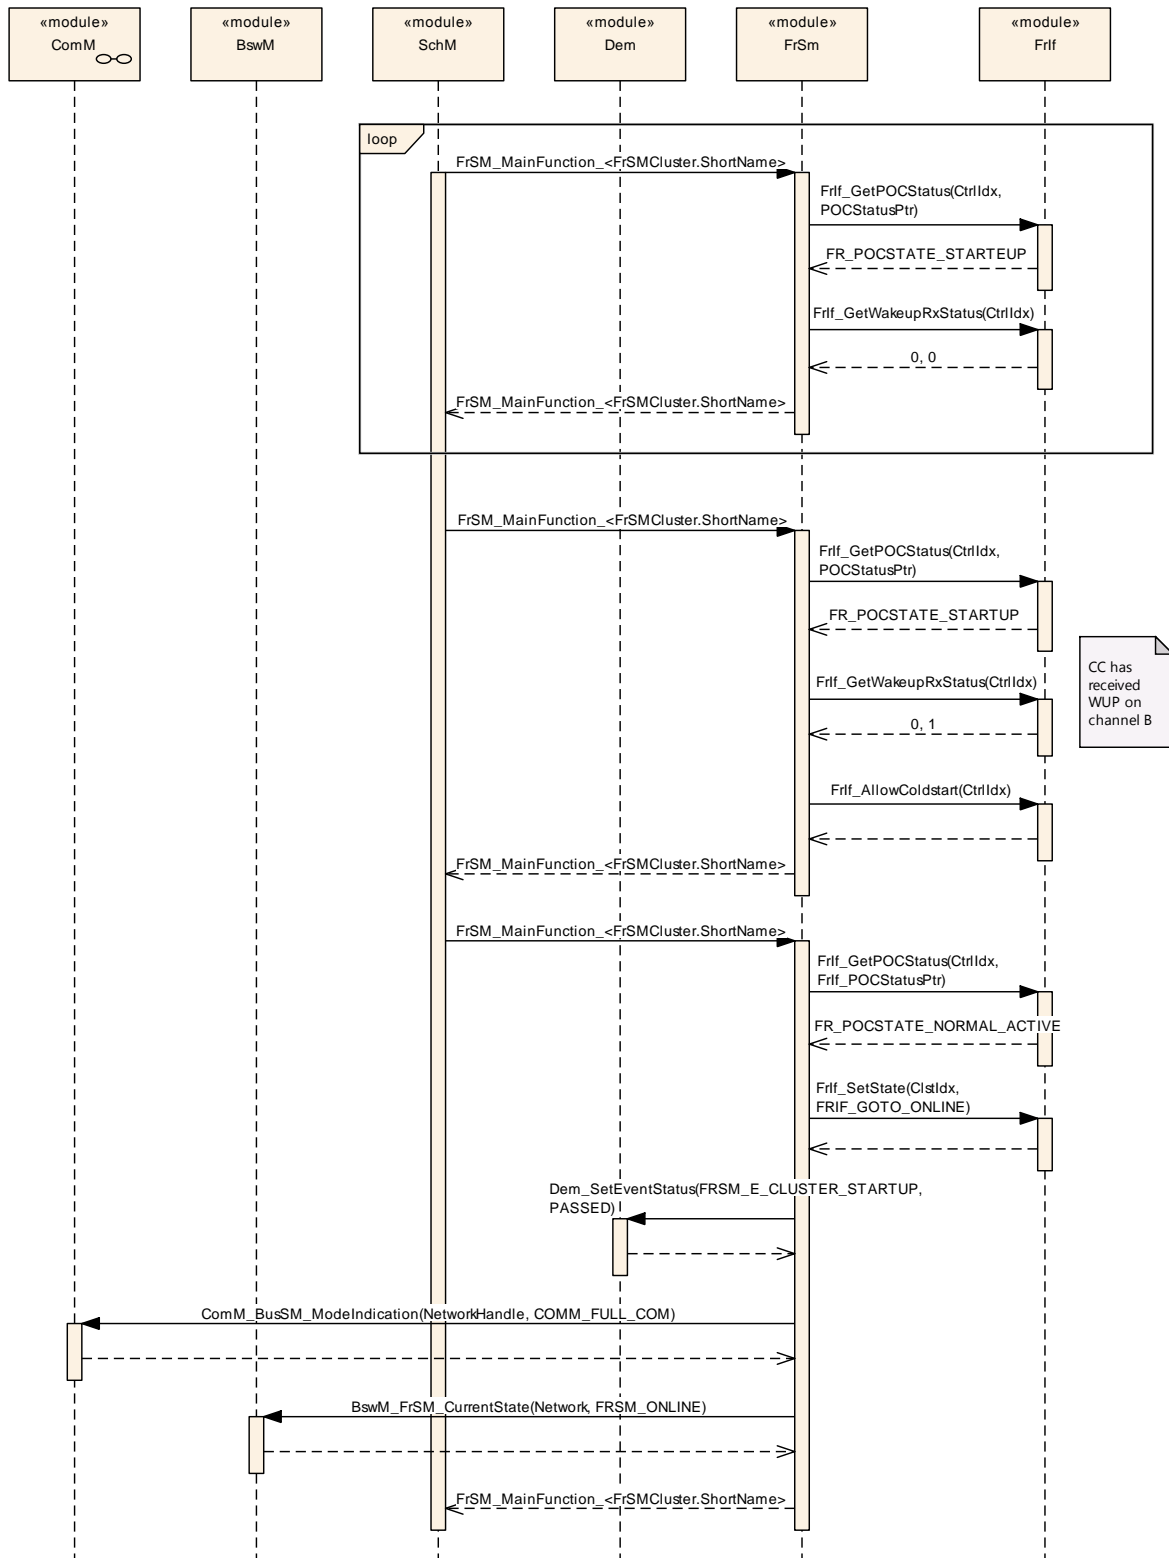 «module»
ComM
«module»
BswM
«module»
SchM
«module»
Dem
«module»
FrSm
«module»
FrIf
loop
FrSM_MainFunction_<FrSMCluster.ShortName>
FrIf_GetPOCStatus(CtrlIdx,
POCStatusPtr)
FR_POCSTATE_STARTEUP
FrIf_GetWakeupRxStatus(CtrlIdx)
0, 0
FrSM_MainFunction_<FrSMCluster.ShortName>
FrSM_MainFunction_<FrSMCluster.ShortName>
FrIf_GetPOCStatus(CtrlIdx,
POCStatusPtr)
FR_POCSTATE_STARTUP
CC has
received
WUP on
channel B
FrIf_GetWakeupRxStatus(CtrlIdx)
0, 1
FrIf_AllowColdstart(CtrlIdx)
FrSM_MainFunction_<FrSMCluster.ShortName>
FrSM_MainFunction_<FrSMCluster.ShortName>
FrIf_GetPOCStatus(CtrlIdx,
FrIf_POCStatusPtr)
FR_POCSTATE_NORMAL_ACTIVE
FrIf_SetState(ClstIdx,
FRIF_GOTO_ONLINE)
Dem_SetEventStatus(FRSM_E_CLUSTER_STARTUP,
PASSED)
ComM_BusSM_ModeIndication(NetworkHandle, COMM_FULL_COM)
BswM_FrSM_CurrentState(Network, FRSM_ONLINE)
FrSM_MainFunction_<FrSMCluster.ShortName>